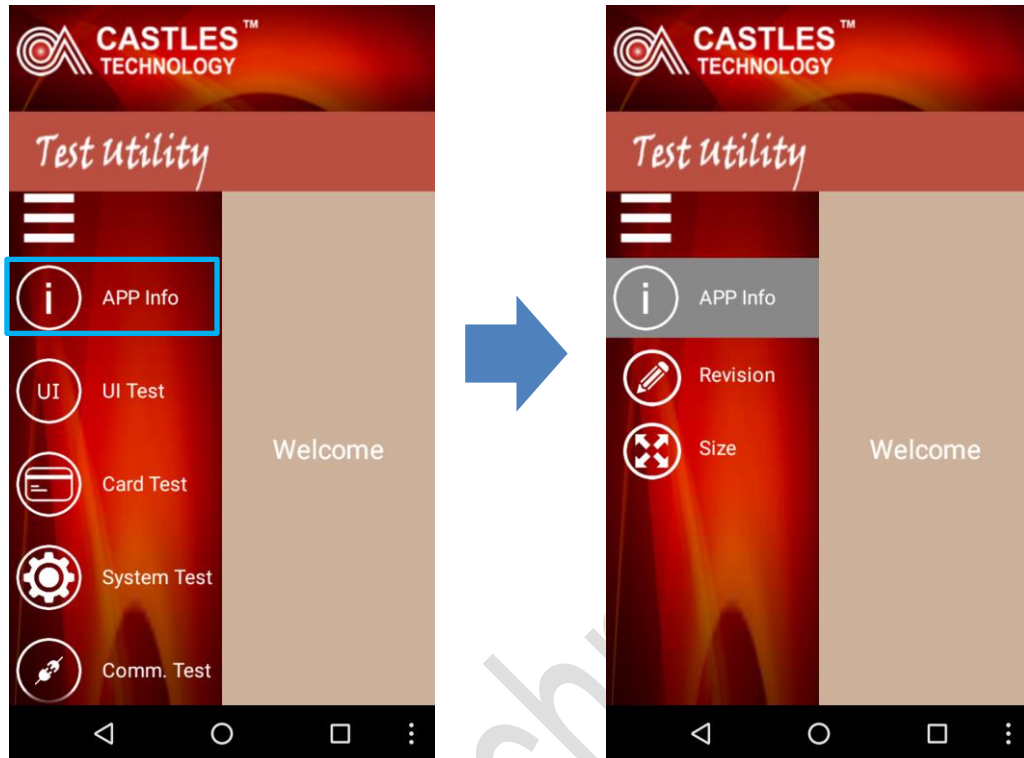 CASTLES™
TECHNOLOGY
Test Utility
i APP Info
UI UI Test
Card Test
System Test
Comm. Test
Welcome
CASTLES™
TECHNOLOGY
Test Utility
i APP Info
Revision
Size
Welcome